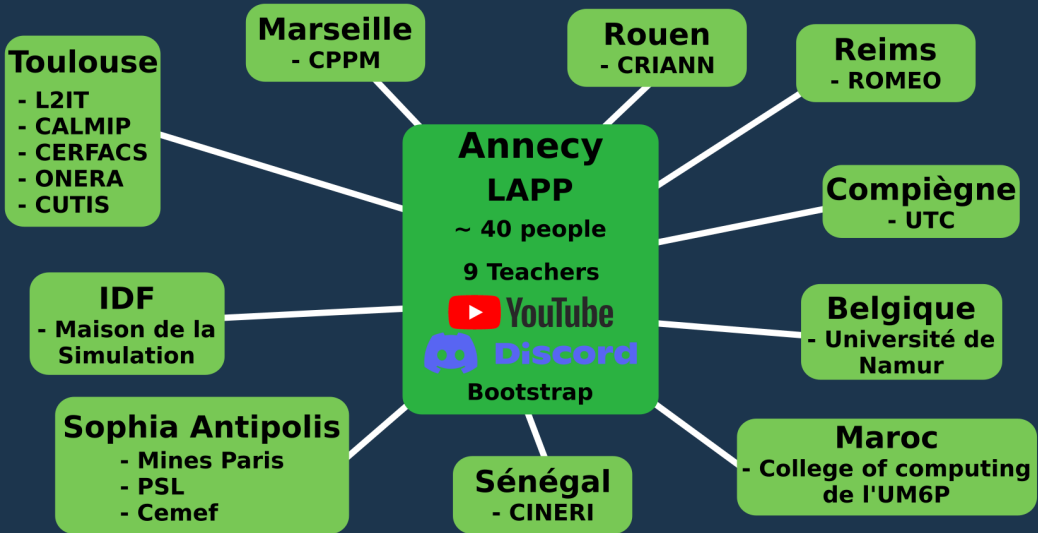 Marseille
- CPPM
Rouen
- CRIANN
Reims
- ROMEO
Toulouse
- L2IT
- CALMIP
- CERFACS
- ONERA
- CUTIS
Annecy
LAPP
~ 40 people
9 Teachers
YouTube
Discord
Bootstrap
Compiègne
- UTC
IDF
- Maison de la
Simulation
Belgique
- Université de
Namur
Sophia Antipolis
- Mines Paris
- PSL
- Cemef
Sénégal
- CINERI
Maroc
- College of computing
de l'UM6P